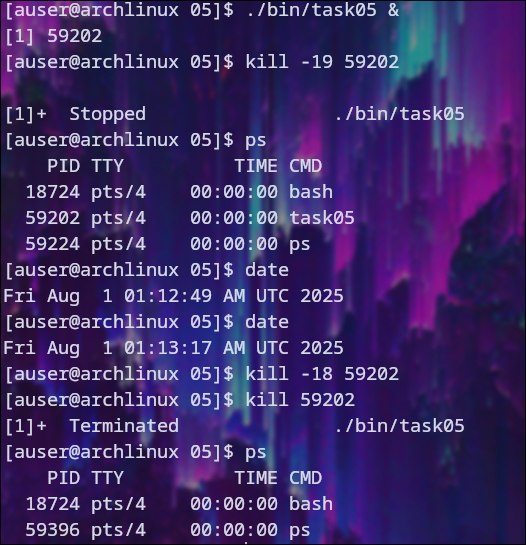 [auser@archlinux 05]$ ./bin/task05 &
[1] 59202
[auser@archlinux 05]$ kill -19 59202

[1]+  Stopped                 ./bin/task05
[auser@archlinux 05]$ ps
    PID TTY          TIME CMD
  18724 pts/4    00:00:00 bash
  59202 pts/4    00:00:00 task05
  59224 pts/4    00:00:00 ps
[auser@archlinux 05]$ date
Fri Aug  1 01:12:49 AM UTC 2025
[auser@archlinux 05]$ date
Fri Aug  1 01:13:17 AM UTC 2025
[auser@archlinux 05]$ kill -18 59202
[auser@archlinux 05]$ kill 59202
[1]+  Terminated              ./bin/task05
[auser@archlinux 05]$ ps
    PID TTY          TIME CMD
  18724 pts/4    00:00:00 bash
  59396 pts/4    00:00:00 ps